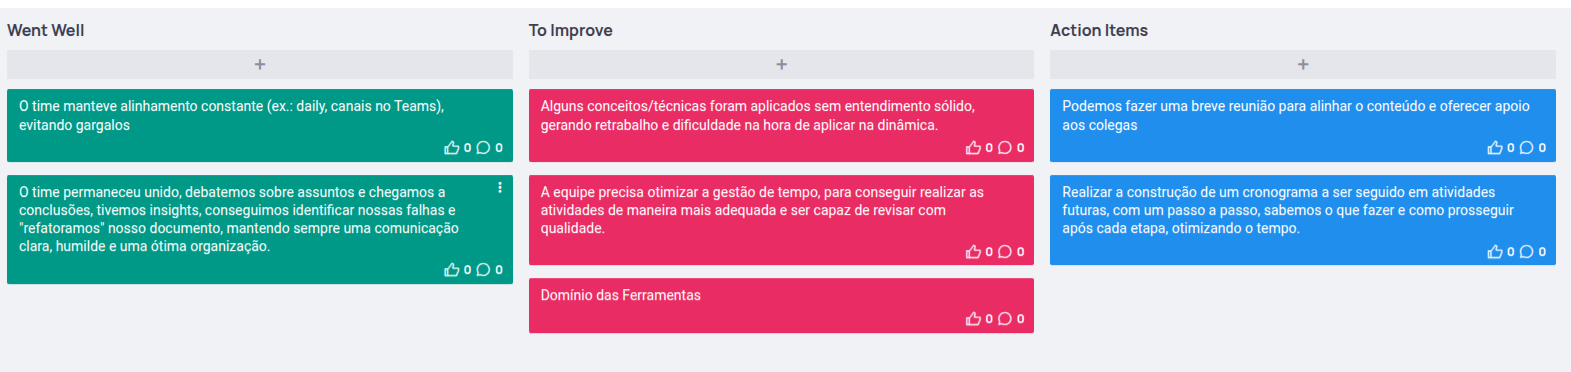 Went Well
+
O time manteve alinhamento constante (ex.: daily, canais no Teams),
evitando gargalos
0 0
O time permaneceu unido, debatemos sobre assuntos e chegamos a
conclusões, tivemos insights, conseguimos identificar nossas falhas e
"refatoramos" nosso documento, mantendo sempre uma comunicação
clara, humilde e uma ótima organização.
0 0
To Improve
+
Alguns conceitos/técnicas foram aplicados sem entendimento sólido,
gerando retrabalho e dificuldade na hora de aplicar na dinâmica.
0 0
A equipe precisa otimizar a gestão de tempo, para conseguir realizar as
atividades de maneira mais adequada e ser capaz de revisar com
qualidade.
0 0
Domínio das Ferramentas
0 0
Action Items
+
Podemos fazer uma breve reunião para alinhar o conteúdo e oferecer apoio
aos colegas
0 0
Realizar a construção de um cronograma a ser seguido em atividades
futuras, com um passo a passo, sabemos o que fazer e como prosseguir
após cada etapa, otimizando o tempo.
0 0